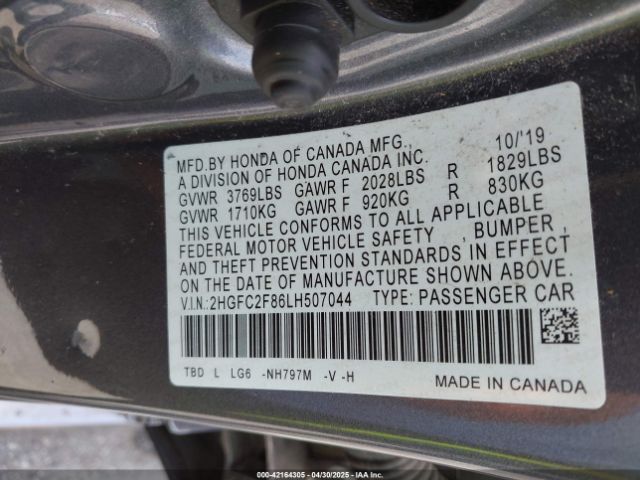 MFD.BY HONDA OF CANADA MFG., 10/'19
A DIVISION OF HONDA CANADA INC.
GVWR 3769LBS GAWR F 2028LBS R 1829LBS
GVWR 1710KG GAWR F 920KG R 830KG
THIS VEHICLE CONFORMS TO ALL APPLICABLE
FEDERAL MOTOR VEHICLE SAFETY , BUMPER ,
AND THEFT PREVENTION STANDARDS IN EFFECT
ON THE DATE OF MANUFACTURE SHOWN ABOVE.
V.I.N.:2HGFC2F86LH507044 TYPE: PASSENGER CAR
TBD L LG6 -NH797M -V -H
MADE IN CANADA
000-42164305 - 04/30/2025 - IAA Inc.